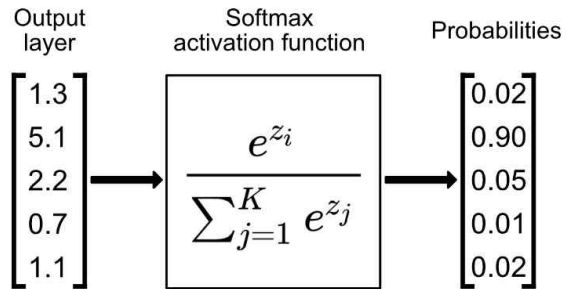 Output
layer
Softmax
activation function
Probabilities
1.3
5.1
2.2
0.7
1.1
e^{z_i}
∑_{j=1}^{K} e^{z_j}
0.02
0.90
0.05
0.01
0.02